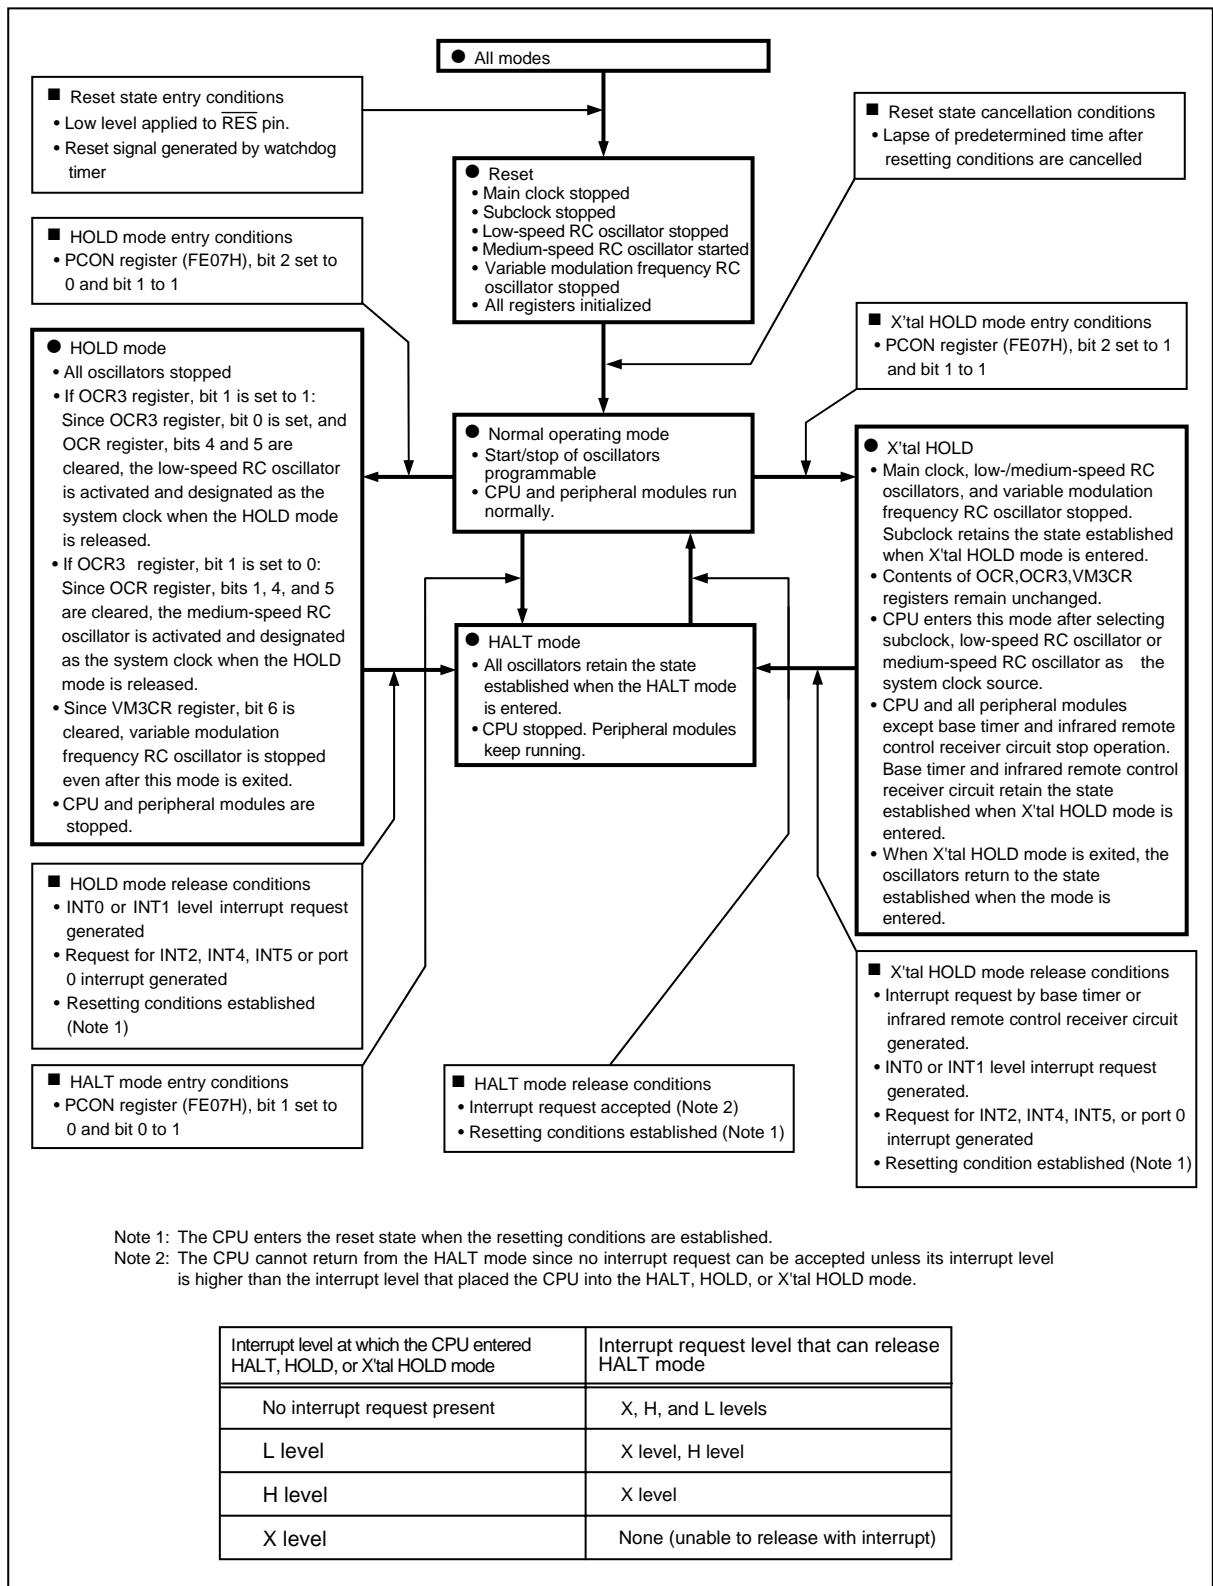 ● All modes
■ Reset state entry conditions
• Low level applied to RES pin.
• Reset signal generated by watchdog
timer
■ Reset state cancellation conditions
• Lapse of predetermined time after
resetting conditions are cancelled
● Reset
• Main clock stopped
• Subclock stopped
• Low-speed RC oscillator stopped
• Medium-speed RC oscillator started
• Variable modulation frequency RC
oscillator stopped
• All registers initialized
■ HOLD mode entry conditions
• PCON register (FE07H), bit 2 set to
0 and bit 1 to 1
■ X'tal HOLD mode entry conditions
• PCON register (FE07H), bit 2 set to 1
and bit 1 to 1
● HOLD mode
• All oscillators stopped
• If OCR3 register, bit 1 is set to 1:
Since OCR3 register, bit 0 is set, and
OCR register, bits 4 and 5 are
cleared, the low-speed RC oscillator
is activated and designated as the
system clock when the HOLD mode
is released.
• If OCR3 register, bit 1 is set to 0:
Since OCR register, bits 1, 4, and 5
are cleared, the medium-speed RC
oscillator is activated and designated
as the system clock when the HOLD
mode is released.
• Since VM3CR register, bit 6 is
cleared, variable modulation
frequency RC oscillator is stopped
even after this mode is exited.
• CPU and peripheral modules are
stopped.
● Normal operating mode
• Start/stop of oscillators
programmable
• CPU and peripheral modules run
normally.
● X'tal HOLD
• Main clock, low-/medium-speed RC
oscillators, and variable modulation
frequency RC oscillator stopped.
Subclock retains the state established
when X'tal HOLD mode is entered.
• Contents of OCR,OCR3,VM3CR
registers remain unchanged.
• CPU enters this mode after selecting
subclock, low-speed RC oscillator or
medium-speed RC oscillator as the
system clock source.
• CPU and all peripheral modules
except base timer and infrared remote
control receiver circuit stop operation.
Base timer and infrared remote control
receiver circuit retain the state
established when X'tal HOLD mode is
entered.
• When X'tal HOLD mode is exited, the
oscillators return to the state
established when the mode is
entered.
● HALT mode
• All oscillators retain the state
established when the HALT mode
is entered.
• CPU stopped. Peripheral modules
keep running.
■ HOLD mode release conditions
• INT0 or INT1 level interrupt request
generated
• Request for INT2, INT4, INT5 or port
0 interrupt generated
• Resetting conditions established
(Note 1)
■ HALT mode entry conditions
• PCON register (FE07H), bit 1 set to
0 and bit 0 to 1
■ HALT mode release conditions
• Interrupt request accepted (Note 2)
• Resetting conditions established (Note 1)
■ X'tal HOLD mode release conditions
• Interrupt request by base timer or
infrared remote control receiver circuit
generated.
• INT0 or INT1 level interrupt request
generated.
• Request for INT2, INT4, INT5, or port 0
interrupt generated
• Resetting condition established (Note 1)
Note 1: The CPU enters the reset state when the resetting conditions are established.
Note 2: The CPU cannot return from the HALT mode since no interrupt request can be accepted unless its interrupt level
is higher than the interrupt level that placed the CPU into the HALT, HOLD, or X'tal HOLD mode.
Interrupt level at which the CPU entered
HALT, HOLD, or X'tal HOLD mode
Interrupt request level that can release
HALT mode
No interrupt request present
X, H, and L levels
L level
X level, H level
H level
X level
X level
None (unable to release with interrupt)